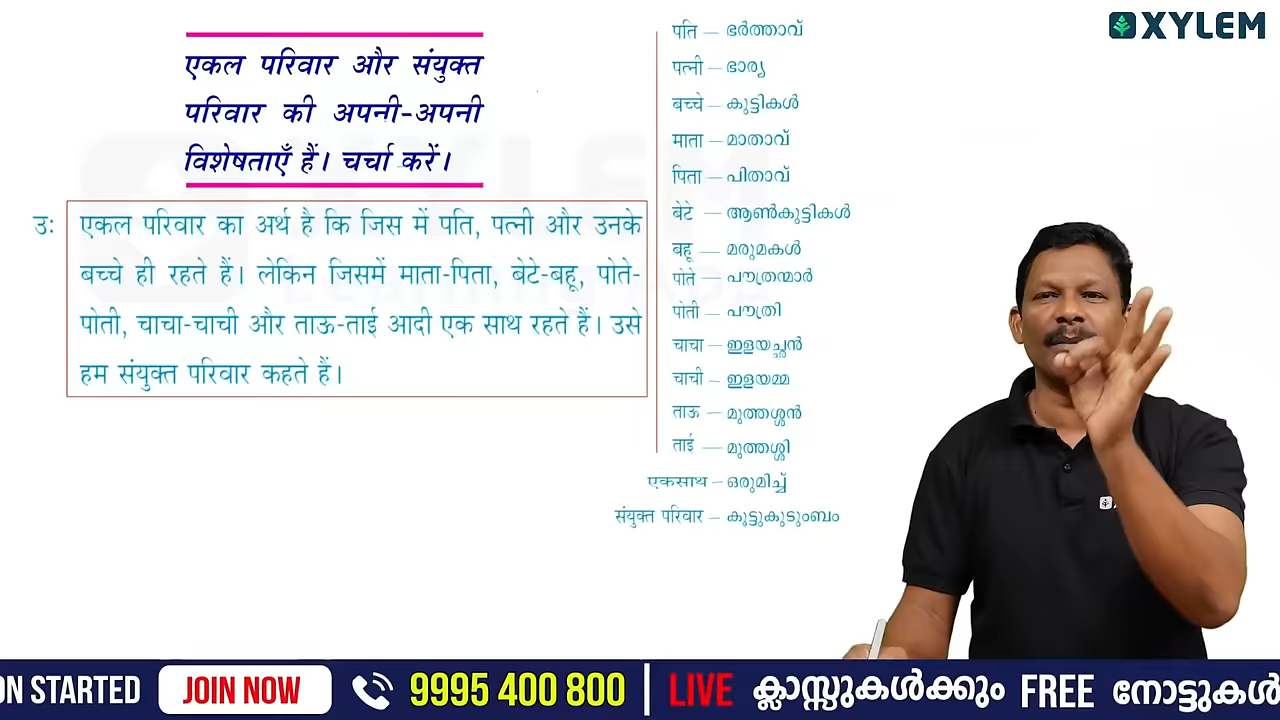 XYLEM
एकल परिवार और संयुक्त
परिवार की अपनी-अपनी
विशेषताएँ हैं। चर्चा करें।
उ: एकल परिवार का अर्थ है कि जिस में पति, पत्नी और उनके
बच्चे ही रहते हैं। लेकिन जिसमें माता-पिता, बेटे-बहू, पोते-
पोती, चाचा-चाची और ताऊ-ताई आदी एक साथ रहते हैं। उसे
हम संयुक्त परिवार कहते हैं।
पति – ഭർത്താവ്
पत्नी – ഭാര്യ
बच्चे – കുട്ടികൾ
माता – മാതാവ്
पिता – പിതാവ്
बेटे – ആൺകുട്ടികൾ
बहू – മരുമകൾ
पोते – പൗത്രന്മാർ
पोती – പൗത്രി
चाचा – ഇളയച്ഛൻ
चाची – ഇളയമ്മ
ताऊ – മുത്തശ്ശൻ
ताई – മുത്തശ്ശി
एकसाथ – ഒരുമിച്ച്
संयुक्त परिवार – കൂട്ടുകുടുംബം
ON STARTED JOIN NOW 9995 400 800 LIVE ക്ലാസ്സുകൾക്കും FREE നോട്ടുകൾ